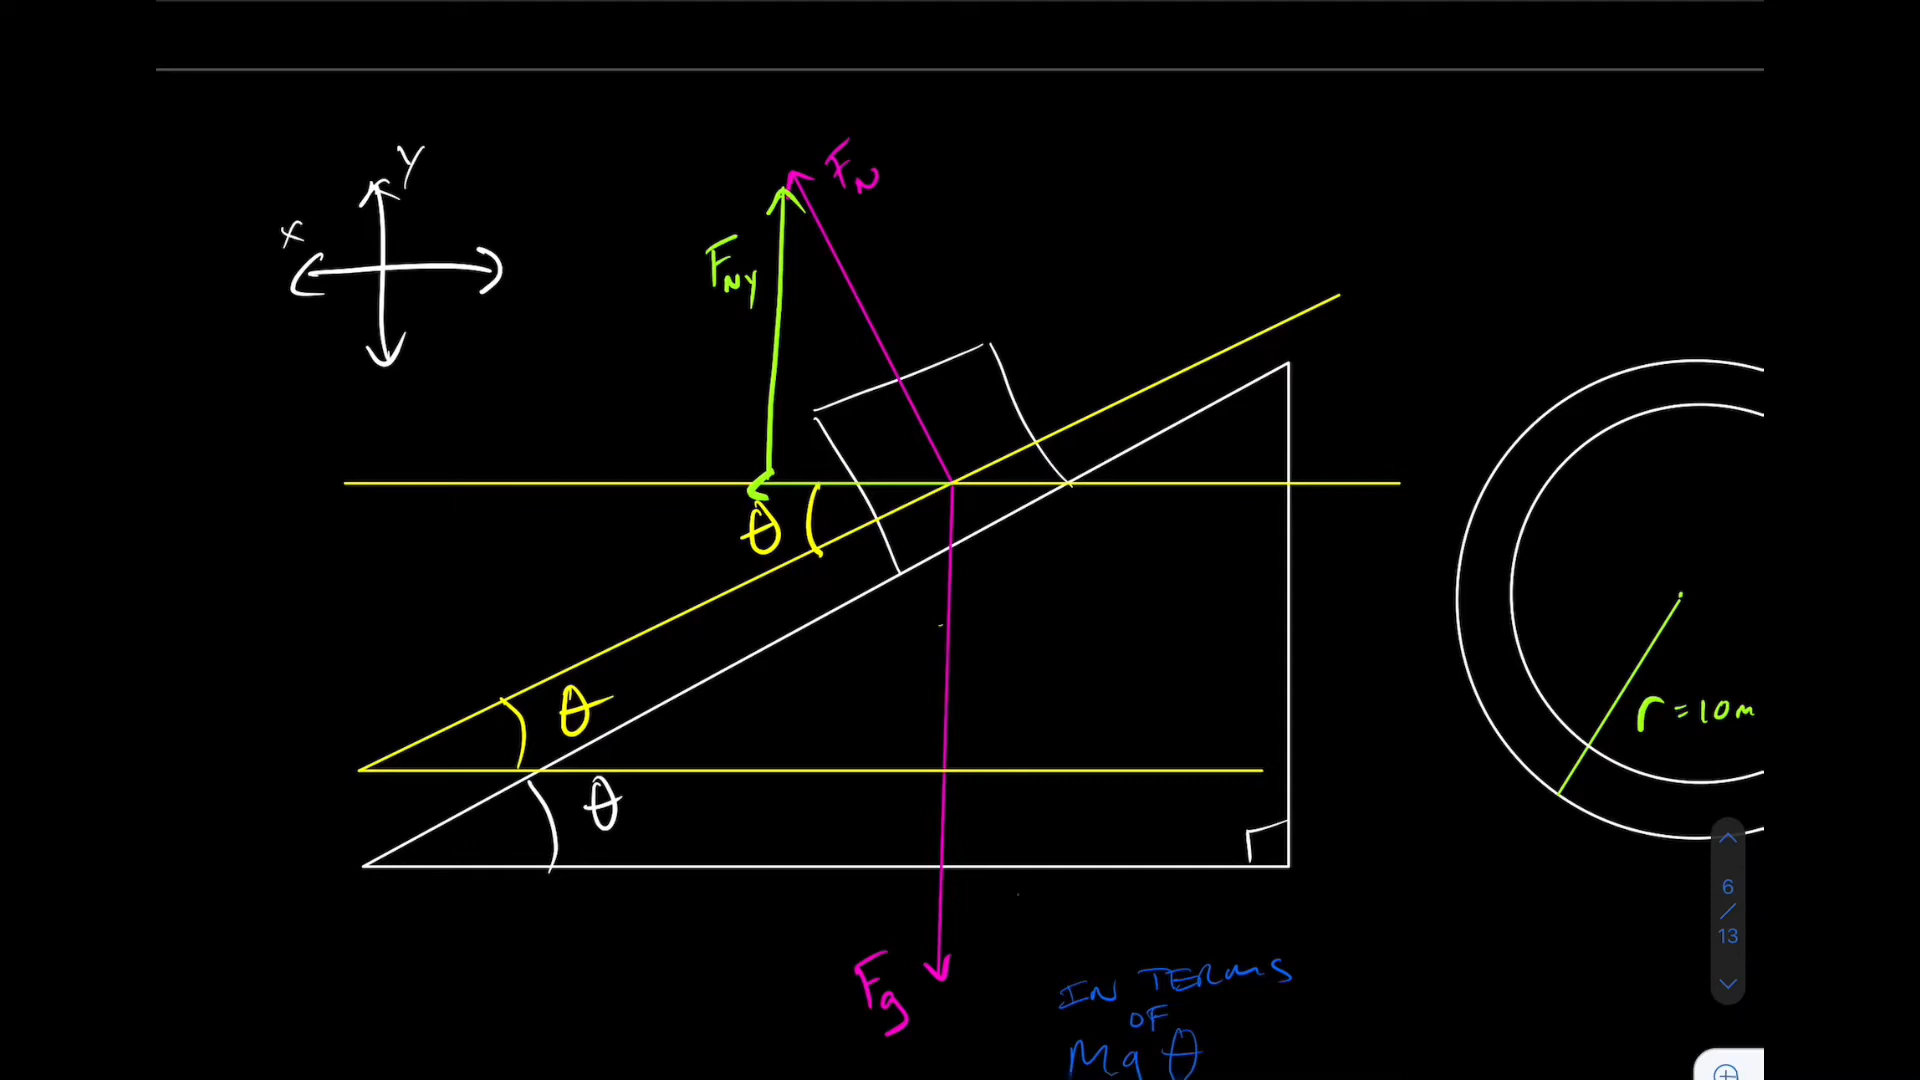 y
x
F_N
F_Ny
θ
θ
θ
r = 10m
6
/
13
F_g
IN TERMS
OF
Mg θ